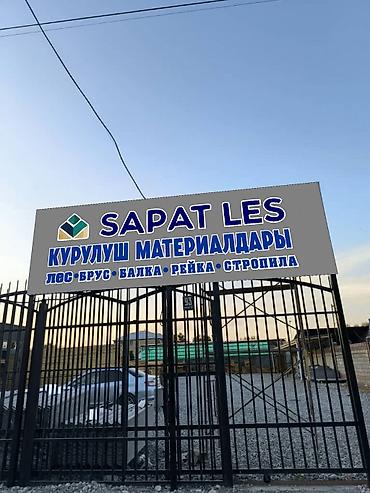 SAPAT LES
КУРУЛУШ МАТЕРИАЛДАРЫ
ЛЕС•БРУС•БАЛКА•РЕЙКА•СТРОПИЛА